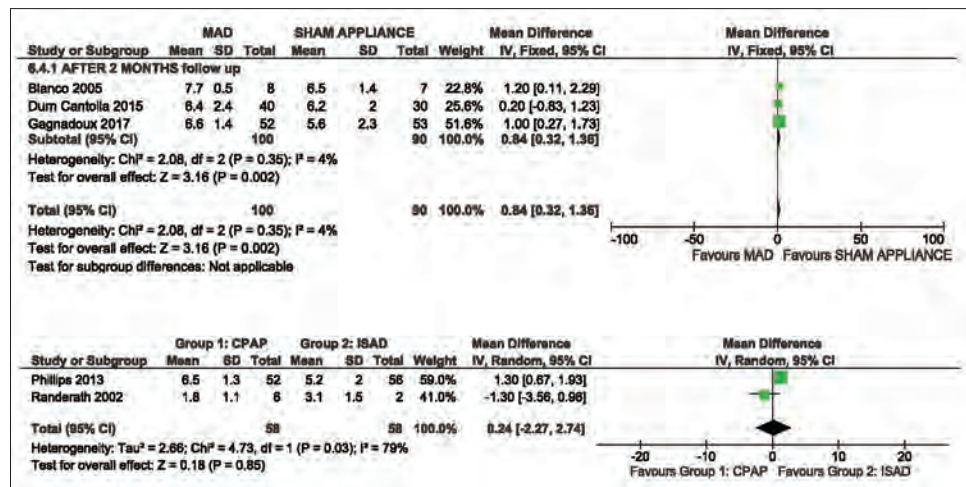 MAD SHAM APPLIANCE Mean Difference Mean Difference
Study or Subgroup Mean SD Total Mean SD Total Weight IV, Fixed, 95% CI IV, Fixed, 95% CI
6.4.1 AFTER 2 MONTHS follow up
Blanco 2005 7.7 0.5 8 6.5 1.4 7 22.8% 1.20 [0.11, 2.29]
Durn Cantolla 2015 6.4 2.4 40 6.2 2 30 25.6% 0.20 [-0.83, 1.23]
Gagnadoux 2017 6.6 1.4 52 5.6 2.3 53 51.6% 1.00 [0.27, 1.73]
Subtotal (95% CI) 100 90 100.0% 0.84 [0.32, 1.36]
Heterogeneity: Chi² = 2.08, df = 2 (P = 0.35); I² = 4%
Test for overall effect: Z = 3.16 (P = 0.002)
Total (95% CI) 100 90 100.0% 0.84 [0.32, 1.36]
Heterogeneity: Chi² = 2.08, df = 2 (P = 0.35); I² = 4%
Test for overall effect: Z = 3.16 (P = 0.002)
Test for subgroup differences: Not applicable
-100 -50 0 50 100
Favours MAD Favours SHAM APPLIANCE
Group 1: CPAP Group 2: ISAD Mean Difference Mean Difference
Study or Subgroup Mean SD Total Mean SD Total Weight IV, Random, 95% CI IV, Random, 95% CI
Phillips 2013 6.5 1.3 52 5.2 2 56 59.0% 1.30 [0.67, 1.93]
Randerath 2002 1.8 1.1 6 3.1 1.5 2 41.0% -1.30 [-3.56, 0.96]
Total (95% CI) 58 58 100.0% 0.24 [-2.27, 2.74]
Heterogeneity: Tau² = 2.66; Chi² = 4.73, df = 1 (P = 0.03); I² = 79%
Test for overall effect: Z = 0.18 (P = 0.85)
-20 -10 0 10 20
Favours Group 1: CPAP Favours Group 2: ISAD